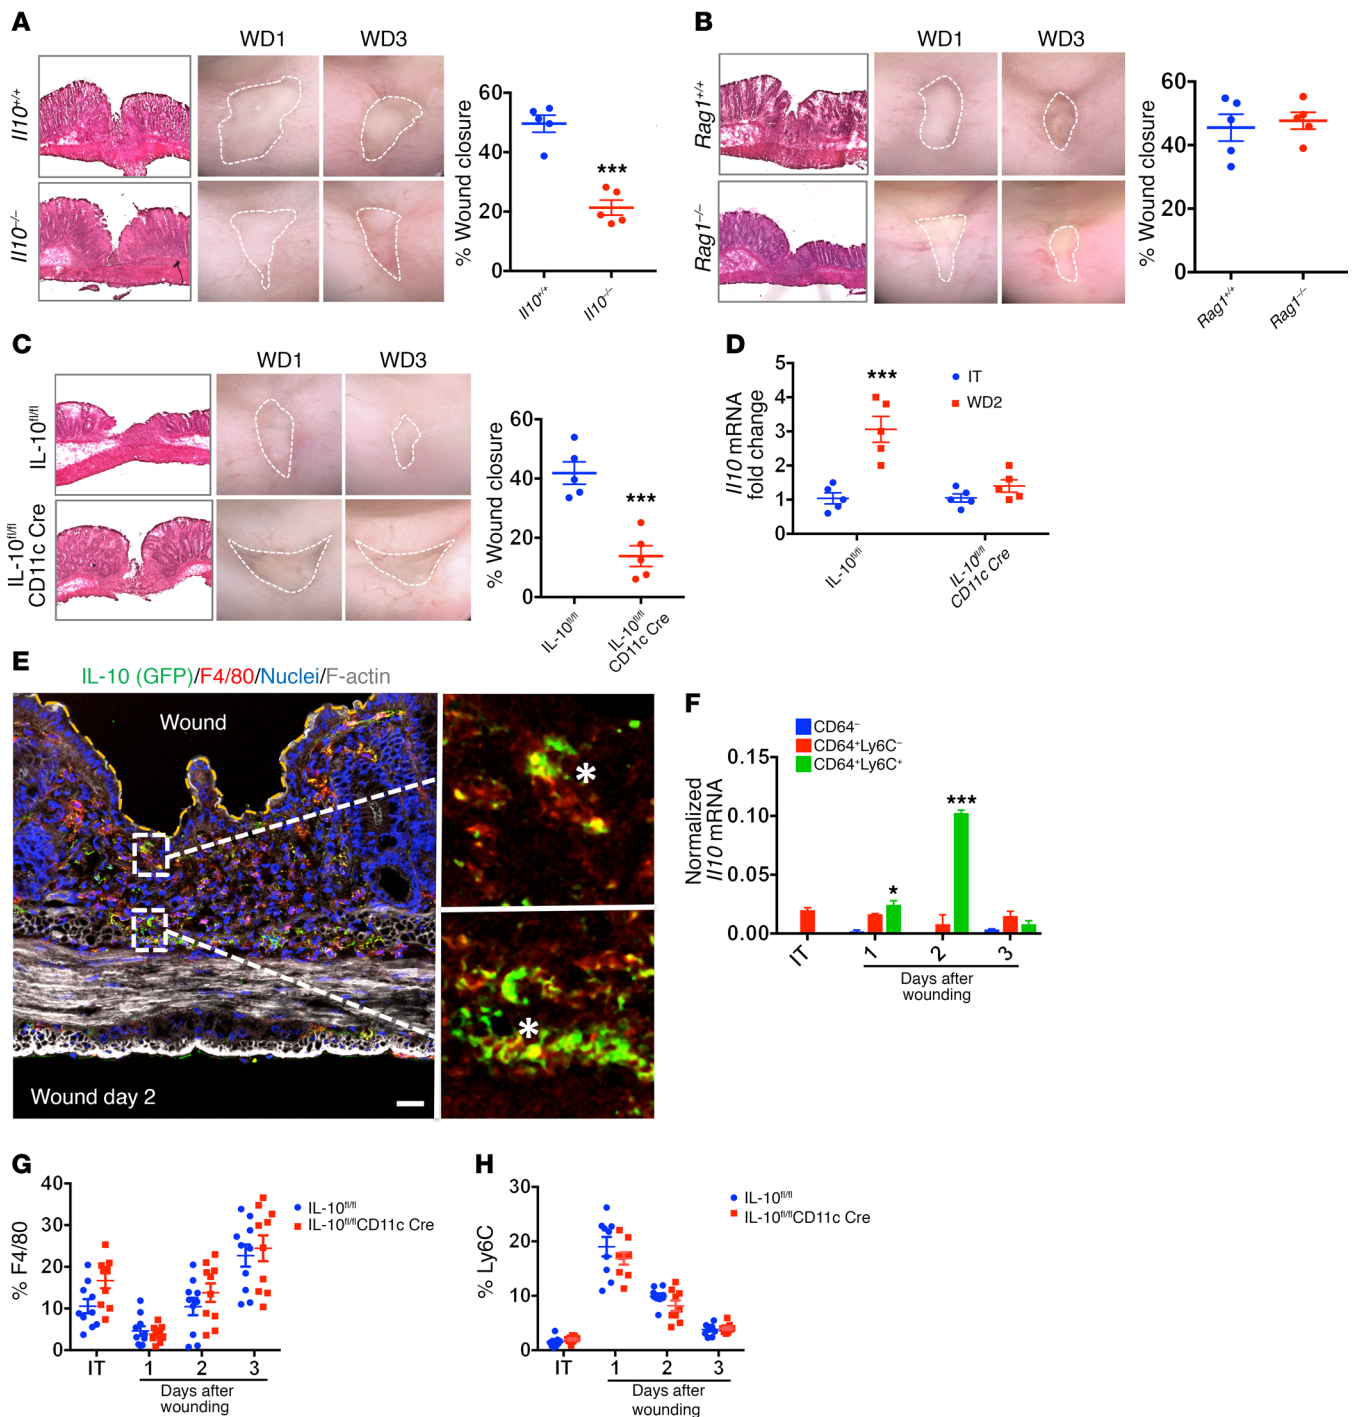 A
WD1 WD3
Il10+/+
Il10−/−
% Wound closure
60
40
20
0
***
Il10+/+
Il10−/−
B
WD1 WD3
Rag1+/+
Rag1−/−
% Wound closure
60
40
20
0
Rag1+/+
Rag1−/−
C
WD1 WD3
IL-10fl/fl
IL-10fl/fl
CD11c Cre
% Wound closure
60
40
20
0
***
IL-10fl/fl
IL-10fl/fl
CD11c Cre
D
Il10 mRNA
fold change
5
4
3
2
1
0
***
IT
WD2
IL-10fl/fl
IL-10fl/fl
CD11c Cre
E
IL-10 (GFP)/F4/80/Nuclei/F-actin
Wound
*
*
Wound day 2
F
CD64−
CD64+Ly6C−
CD64+Ly6C+
Normalized
Il10 mRNA
0.15
0.10
0.05
0.00
*
***
IT 1 2 3
Days after
wounding
G
% F4/80
40
30
20
10
0
IL-10fl/fl
IL-10fl/flCD11c Cre
IT 1 2 3
Days after
wounding
H
% Ly6C
30
20
10
0
IL-10fl/fl
IL-10fl/flCD11c Cre
IT 1 2 3
Days after
wounding